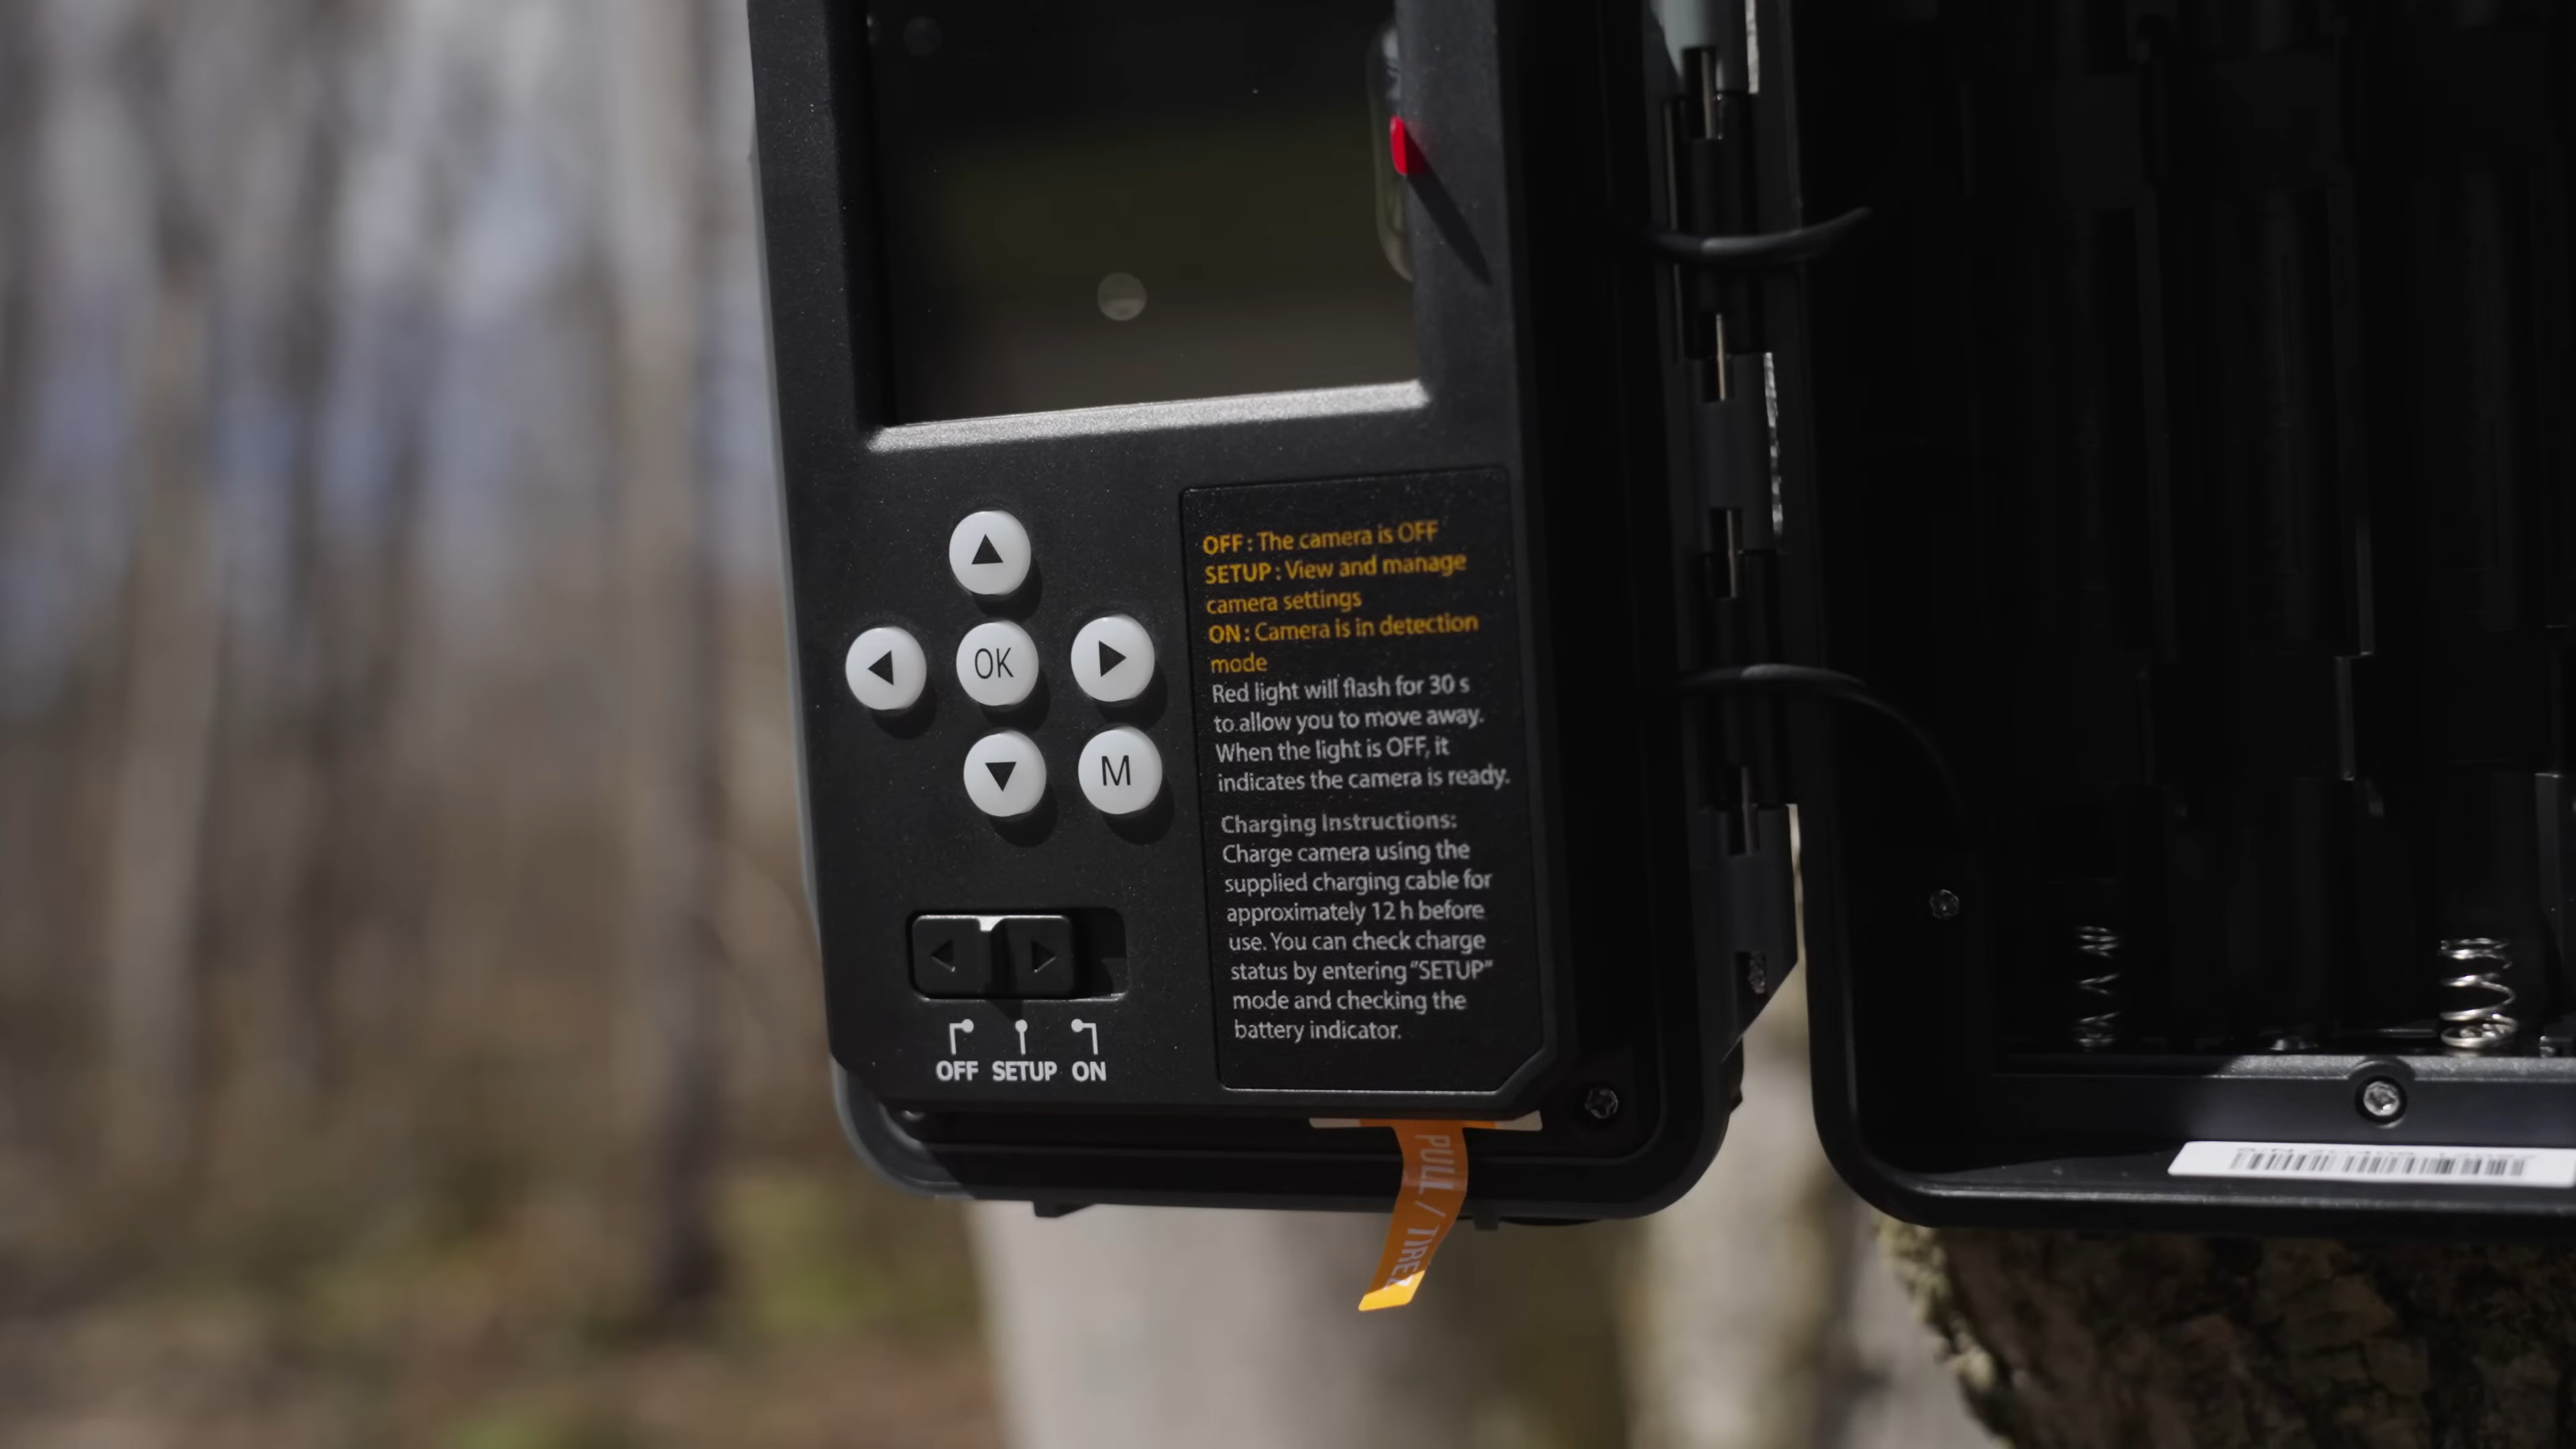 OFF : The camera is OFF
SETUP : View and manage
camera settings
ON : Camera is in detection
mode
Red light will flash for 30 s
to allow you to move away.
When the light is OFF, it
indicates the camera is ready.
Charging Instructions:
Charge camera using the
supplied charging cable for
approximately 12 h before
use. You can check charge
status by entering "SETUP"
mode and checking the
battery indicator.
OK
M
OFF SETUP ON
PULL / TIREZ